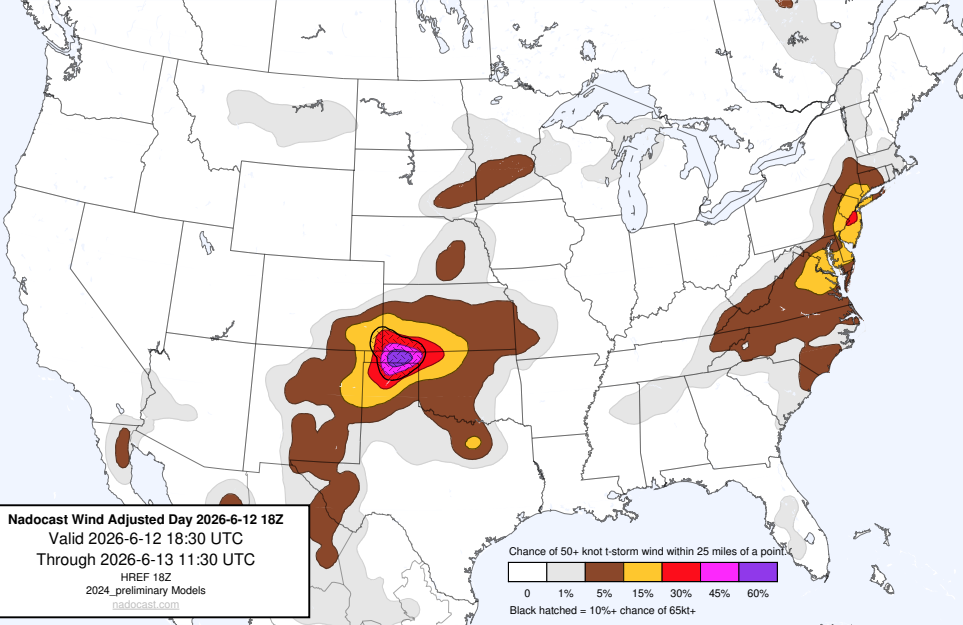 Nadocast Wind Adjusted Day 2026-6-12 18Z
Valid 2026-6-12 18:30 UTC
Through 2026-6-13 11:30 UTC
HREF 18Z
2024_preliminary Models
nadocast.com
Chance of 50+ knot t-storm wind within 25 miles of a point.
0 1% 5% 15% 30% 45% 60%
Black hatched = 10%+ chance of 65kt+